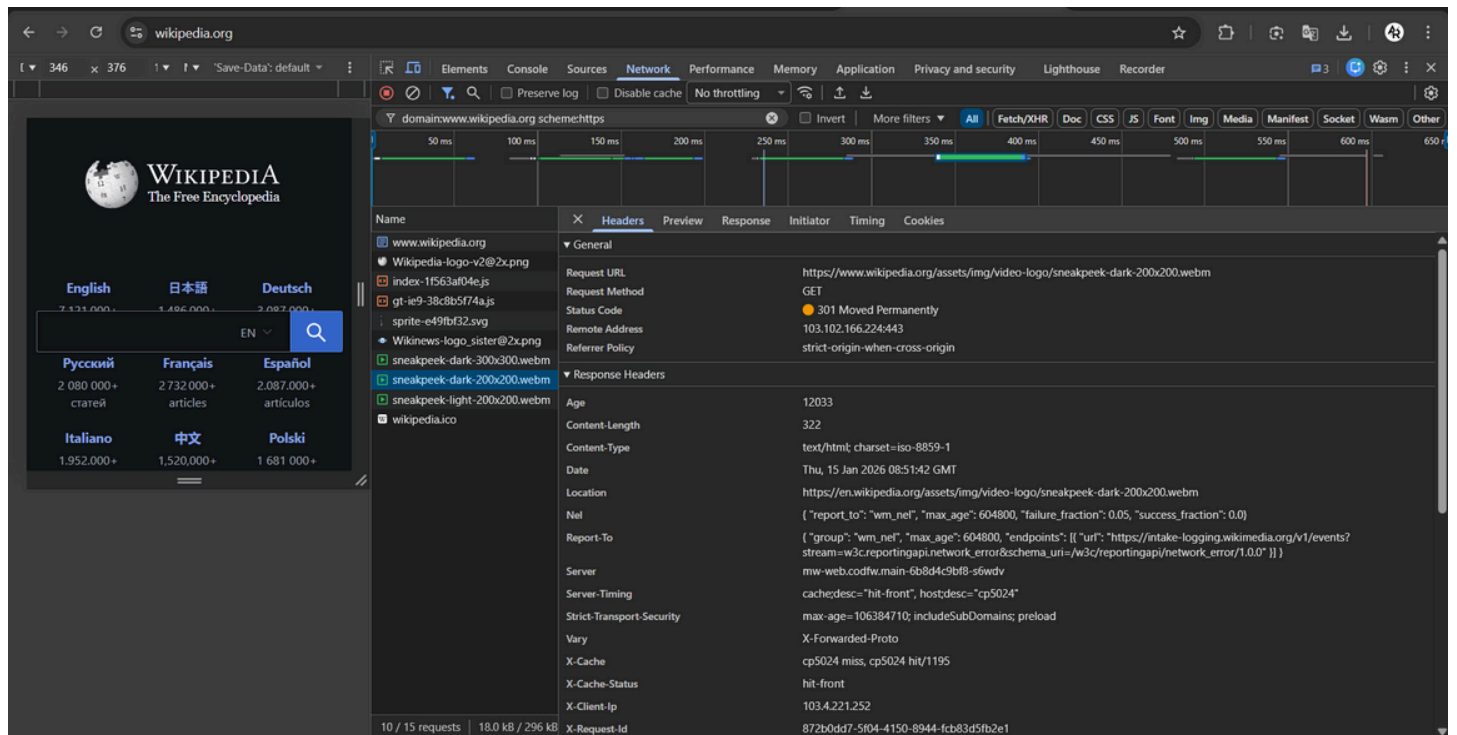 wikipedia.org
346 × 376 'Save-Data': default
Elements Console Sources Network Performance Memory Application Privacy and security Lighthouse Recorder 3
Preserve log Disable cache No throttling
domain:www.wikipedia.org scheme:https Invert More filters All Fetch/XHR Doc CSS JS Font Img Media Manifest Socket Wasm Other
50 ms 100 ms 150 ms 200 ms 250 ms 300 ms 350 ms 400 ms 450 ms 500 ms 550 ms 600 ms 650
WIKIPEDIA
The Free Encyclopedia
English 日本語 Deutsch
7,121,000+ 1,486,000+ 3.087.000+
EN
Русский Français Español
2 080 000+ 2 732 000+ 2.087.000+
статей articles artículos
Italiano 中文 Polski
1.952.000+ 1,520,000+ 1 681 000+
Name
www.wikipedia.org
Wikipedia-logo-v2@2x.png
index-1f563af04e.js
gt-ie9-38c8b5f74a.js
sprite-e49fbf32.svg
Wikinews-logo_sister@2x.png
sneakpeek-dark-300x300.webm
sneakpeek-dark-200x200.webm
sneakpeek-light-200x200.webm
wikipedia.ico
10 / 15 requests 18.0 kB / 296 kB
Headers Preview Response Initiator Timing Cookies
General
Request URL https://www.wikipedia.org/assets/img/video-logo/sneakpeek-dark-200x200.webm
Request Method GET
Status Code 301 Moved Permanently
Remote Address 103.102.166.224:443
Referrer Policy strict-origin-when-cross-origin
Response Headers
Age 12033
Content-Length 322
Content-Type text/html; charset=iso-8859-1
Date Thu, 15 Jan 2026 08:51:42 GMT
Location https://en.wikipedia.org/assets/img/video-logo/sneakpeek-dark-200x200.webm
Nel { "report_to": "wm_nel", "max_age": 604800, "failure_fraction": 0.05, "success_fraction": 0.0}
Report-To { "group": "wm_nel", "max_age": 604800, "endpoints": [{ "url": "https://intake-logging.wikimedia.org/v1/events?
stream=w3c.reportingapi.network_error&schema_uri=/w3c/reportingapi/network_error/1.0.0" }] }
Server mw-web.codfw.main-6b8d4c9bf8-s6wdv
Server-Timing cache;desc="hit-front", host;desc="cp5024"
Strict-Transport-Security max-age=106384710; includeSubDomains; preload
Vary X-Forwarded-Proto
X-Cache cp5024 miss, cp5024 hit/1195
X-Cache-Status hit-front
X-Client-Ip 103.4.221.252
X-Request-Id 872b0dd7-5f04-4150-8944-fcb83d5fb2e1